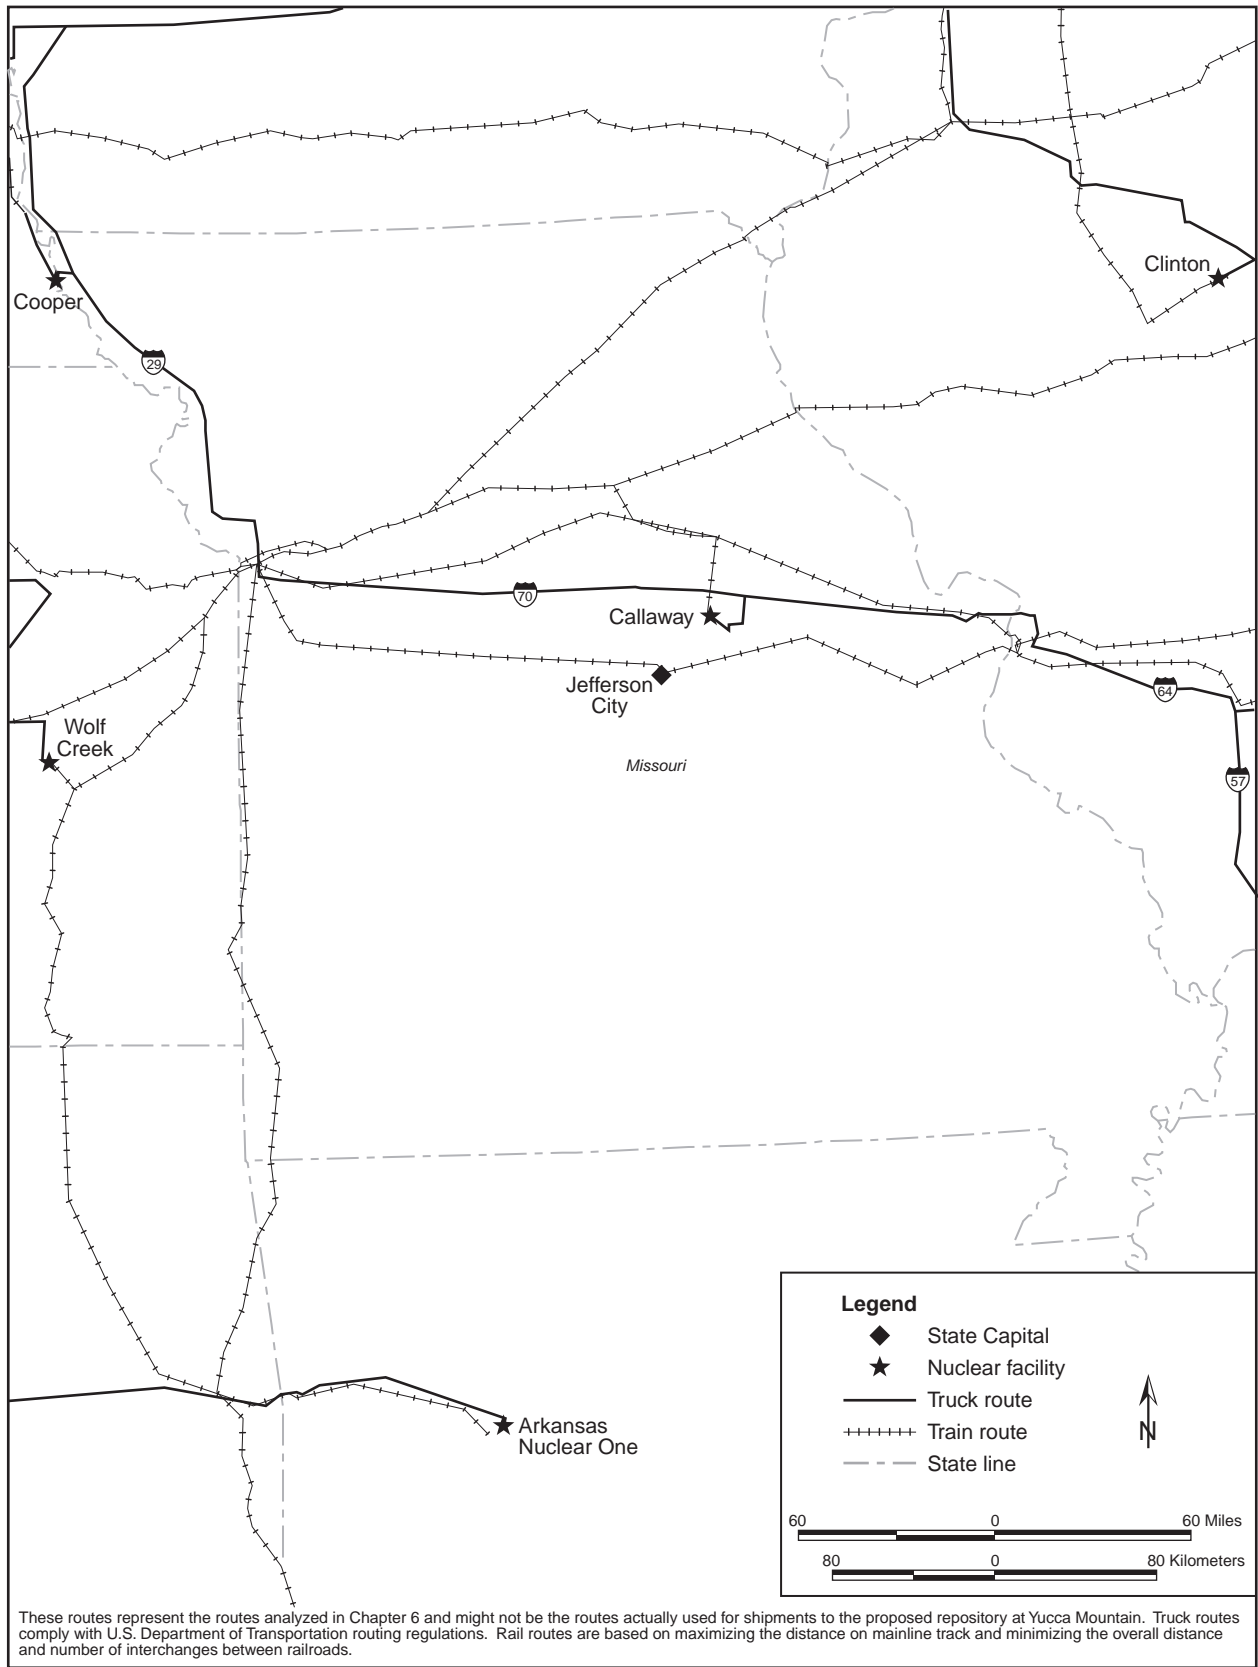 Clinton
Cooper
29
70
Callaway
Jefferson
City
64
Wolf
Creek
Missouri
57
Legend
State Capital
Nuclear facility
Truck route
Train route
State line
N
Arkansas
Nuclear One
60 0 60 Miles
80 0 80 Kilometers
These routes represent the routes analyzed in Chapter 6 and might not be the routes actually used for shipments to the proposed repository at Yucca Mountain. Truck routes
comply with U.S. Department of Transportation routing regulations. Rail routes are based on maximizing the distance on mainline track and minimizing the overall distance
and number of interchanges between railroads.